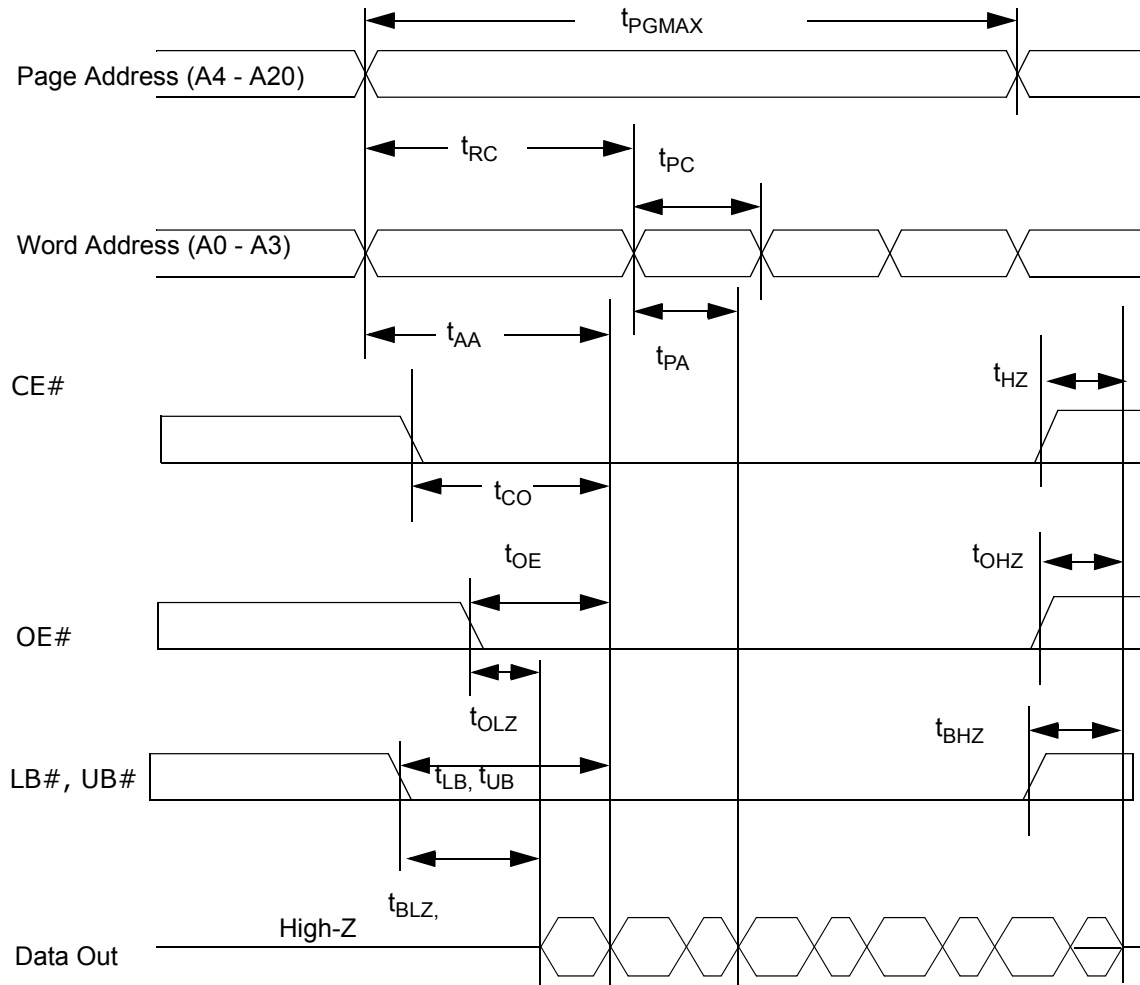 tPGMAX
Page Address (A4 - A20)
tRC
tPC
Word Address (A0 - A3)
tAA
tPA
tHZ
CE#
tCO
tOE
tOHZ
OE#
tOLZ
tBHZ
LB#, UB#
tLB, tUB
tBLZ,
High-Z
Data Out